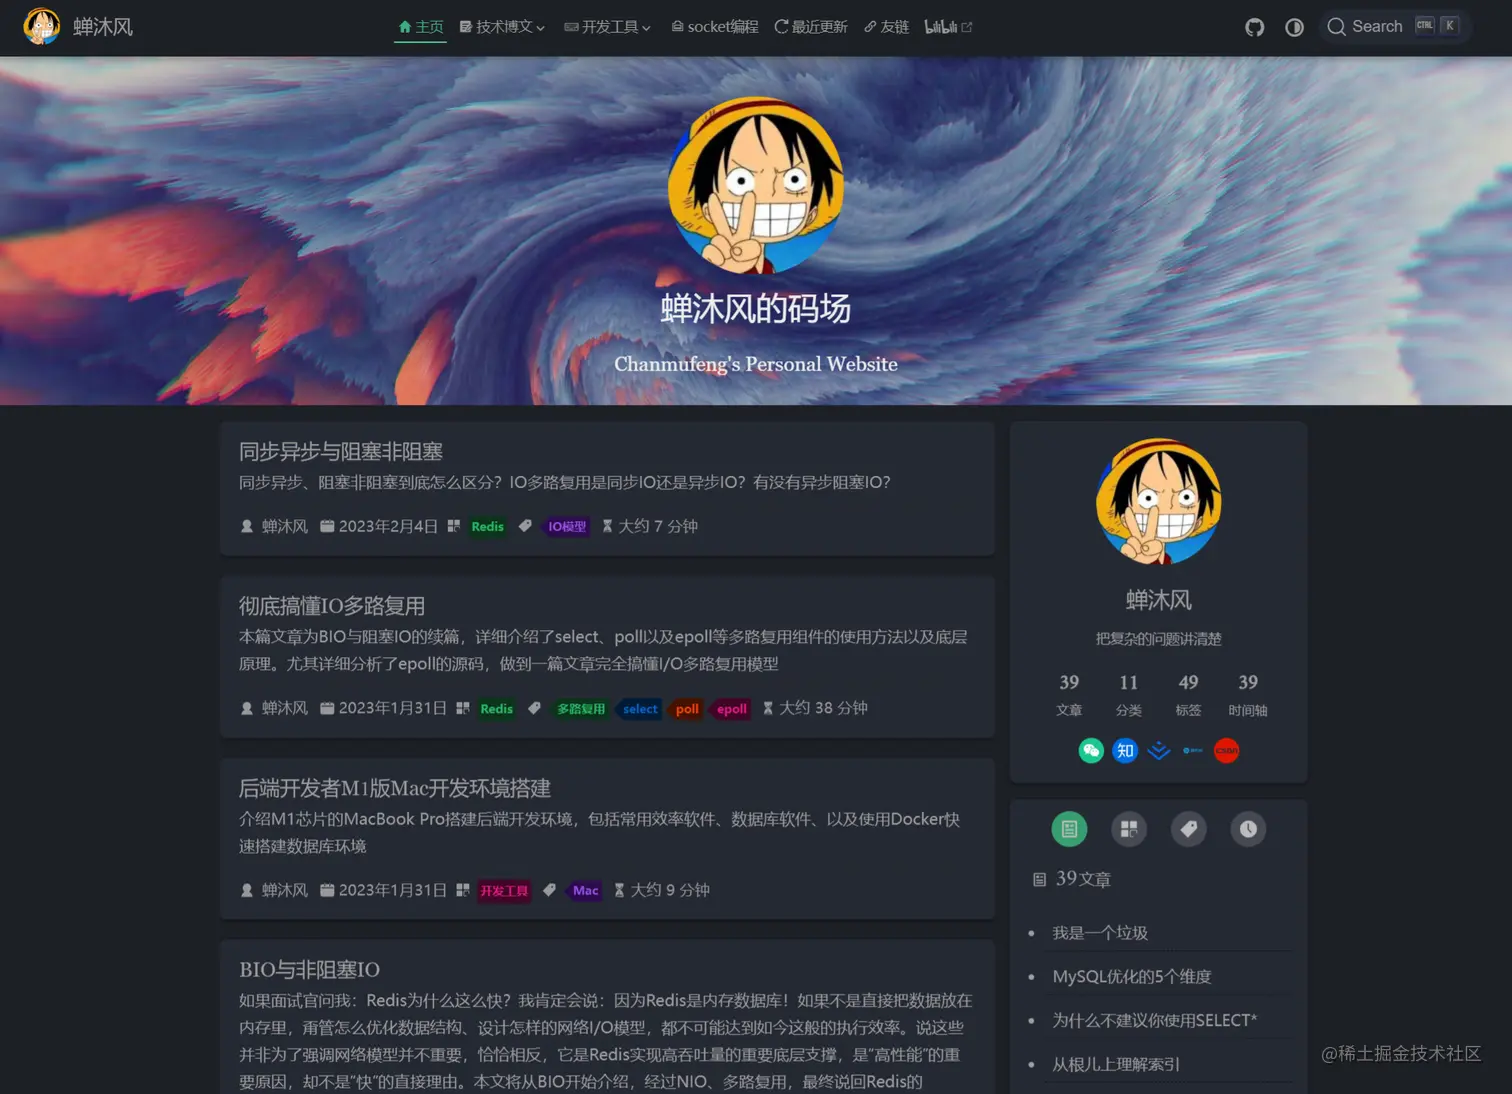 蝉沐风
主页 技术博文 开发工具 socket编程 最近更新 友链 bilibili
Search CTRL K
蝉沐风的码场
Chanmufeng's Personal Website
同步异步与阻塞非阻塞
同步异步、阻塞非阻塞到底怎么区分？IO多路复用是同步IO还是异步IO？有没有异步阻塞IO？
蝉沐风 2023年2月4日 Redis IO模型 大约 7 分钟
彻底搞懂IO多路复用
本篇文章为BIO与阻塞IO的续篇，详细介绍了select、poll以及epoll等多路复用组件的使用方法以及底层
原理。尤其详细分析了epoll的源码，做到一篇文章完全搞懂I/O多路复用模型
蝉沐风 2023年1月31日 Redis 多路复用 select poll epoll 大约 38 分钟
后端开发者M1版Mac开发环境搭建
介绍M1芯片的MacBook Pro搭建后端开发环境，包括常用效率软件、数据库软件、以及使用Docker快
速搭建数据库环境
蝉沐风 2023年1月31日 开发工具 Mac 大约 9 分钟
BIO与非阻塞IO
如果面试官问我：Redis为什么这么快？我肯定会说：因为Redis是内存数据库！如果不是直接把数据放在
内存里，甭管怎么优化数据结构、设计怎样的网络I/O模型，都不可能达到如今这般的执行效率。说这些
并非为了强调网络模型并不重要，恰恰相反，它是Redis实现高吞吐量的重要底层支撑，是“高性能”的重
要原因，却不是“快”的直接理由。本文将从BIO开始介绍，经过NIO、多路复用，最终说回Redis的
蝉沐风
把复杂的问题讲清楚
39 11 49 39
文章 分类 标签 时间轴
知 CSDN
39文章
我是一个垃圾
MySQL优化的5个维度
为什么不建议你使用SELECT*
从根儿上理解索引
@稀土掘金技术社区